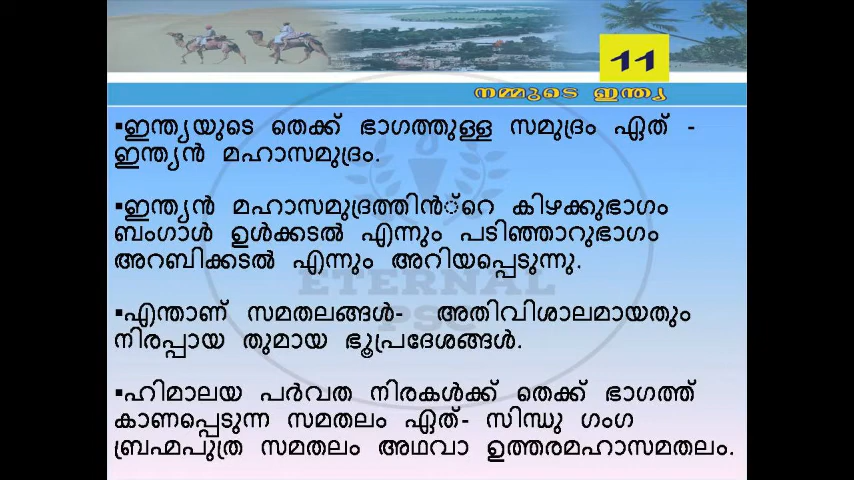 11
നമ്മുടെ ഇന്ത്യ
▪ഇന്ത്യയുടെ തെക്ക് ഭാഗത്തുള്ള സമുദ്രം ഏത് -
ഇന്ത്യൻ മഹാസമുദ്രം.
▪ഇന്ത്യൻ മഹാസമുദ്രത്തിൻ്റെ കിഴക്കുഭാഗം
ബംഗാൾ ഉൾക്കടൽ എന്നും പടിഞ്ഞാറുഭാഗം
അറബിക്കടൽ എന്നും അറിയപ്പെടുന്നു.
ETERNAL
▪എന്താണ് സമതലങ്ങൾ- അതിവിശാലമായതും
PSC
നിരപ്പായ തുമായ ഭൂപ്രദേശങ്ങൾ.
▪ഹിമാലയ പർവത നിരകൾക്ക് തെക്ക് ഭാഗത്ത്
കാണപ്പെടുന്ന സമതലം ഏത്- സിന്ധു ഗംഗ
ബ്രഹ്മപുത്ര സമതലം അഥവാ ഉത്തരമഹാസമതലം.